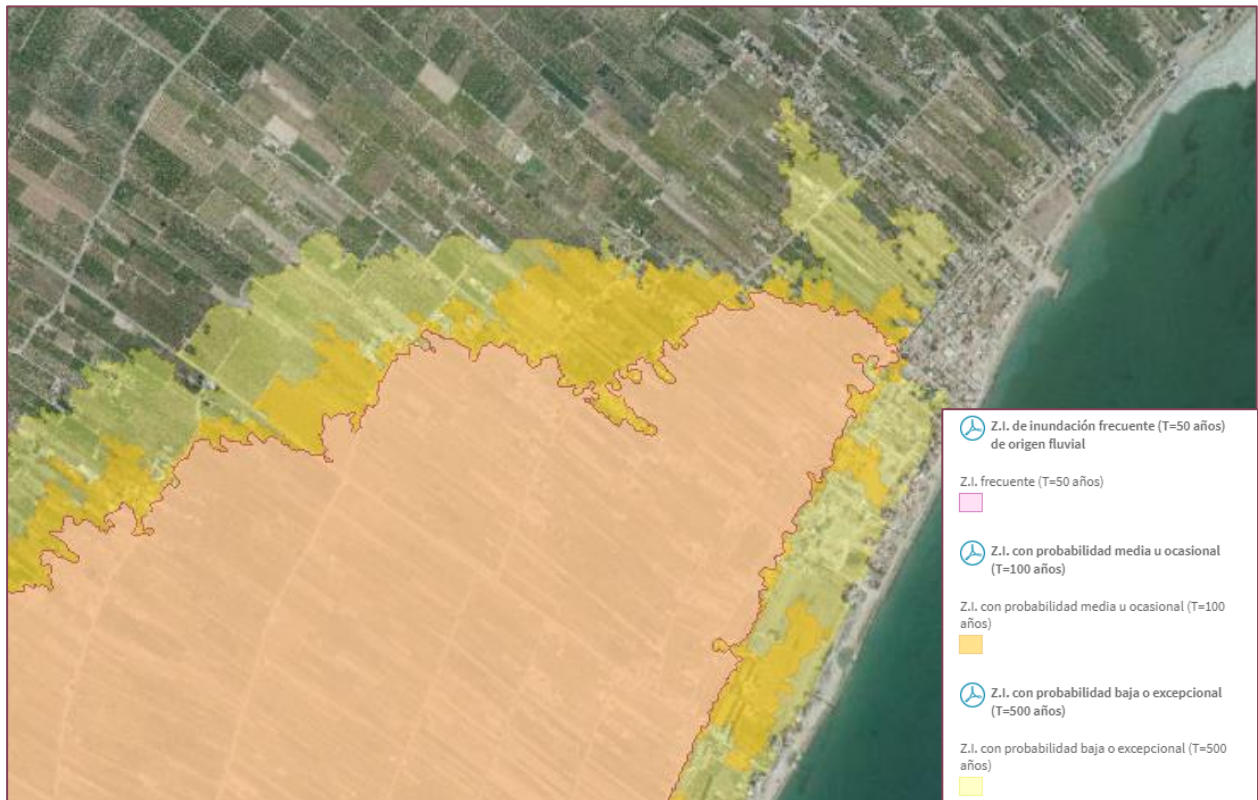 Z.I. de inundación frecuente (T=50 años)
de origen fluvial
Z.I. frecuente (T=50 años)
Z.I. con probabilidad media u ocasional
(T=100 años)
Z.I. con probabilidad media u ocasional (T=100
años)
Z.I. con probabilidad baja o excepcional
(T=500 años)
Z.I. con probabilidad baja o excepcional (T=500
años)